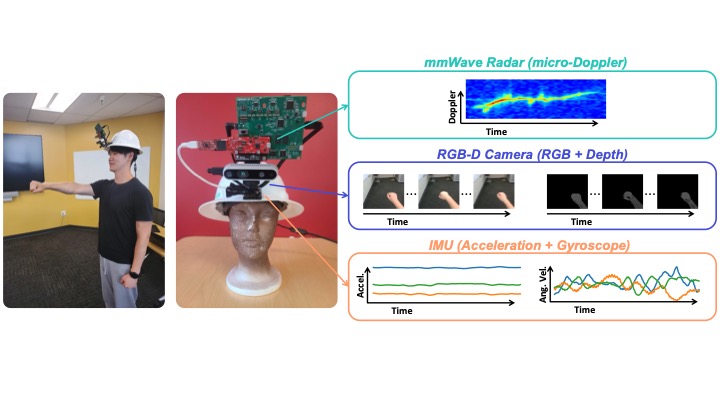 mmWave Radar (micro-Doppler)
Doppler
Time
RGB-D Camera (RGB + Depth)
... ...
Time
... ...
Time
IMU (Acceleration + Gyroscope)
Accel.
Time
Ang. Vel.
Time